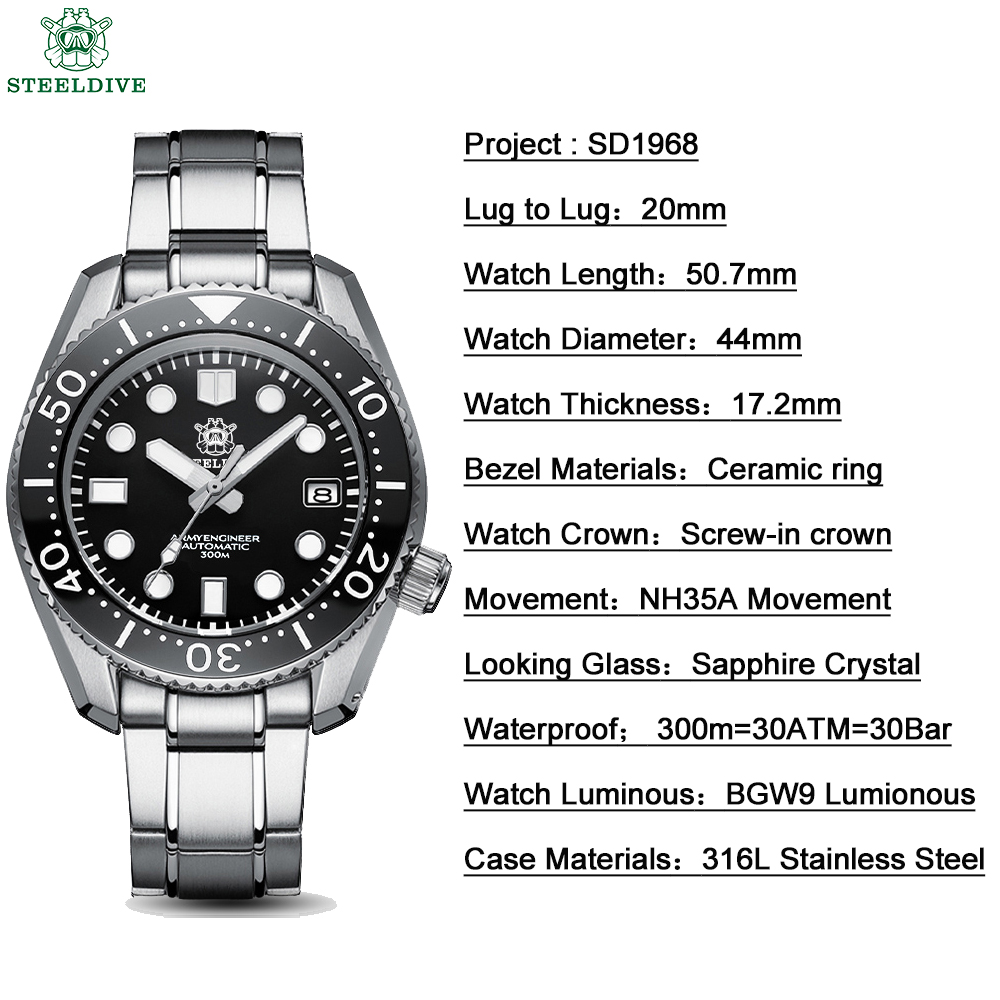 STEELDIVE
Project : SD1968
Lug to Lug：20mm
Watch Length：50.7mm
Watch Diameter：44mm
Watch Thickness：17.2mm
Bezel Materials：Ceramic ring
Watch Crown：Screw-in crown
Movement：NH35A Movement
Looking Glass：Sapphire Crystal
Waterproof； 300m=30ATM=30Bar
Watch Luminous：BGW9 Lumionous
Case Materials：316L Stainless Steel
10
20
30
40
50
8
ARMYENGINEER
AUTOMATIC
300M